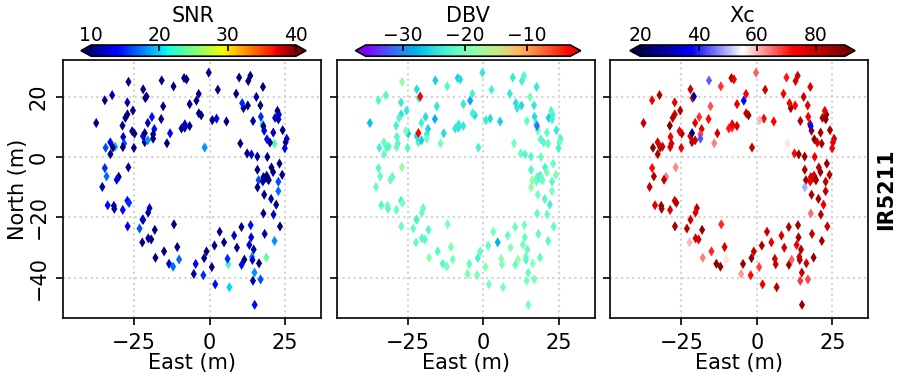 SNR DBV Xc
10 20 30 40 −30 −20 −10 20 40 60 80
20
0
−20
−40
North (m)
IR5211
−25 0 25 −25 0 25 −25 0 25
East (m) East (m) East (m)